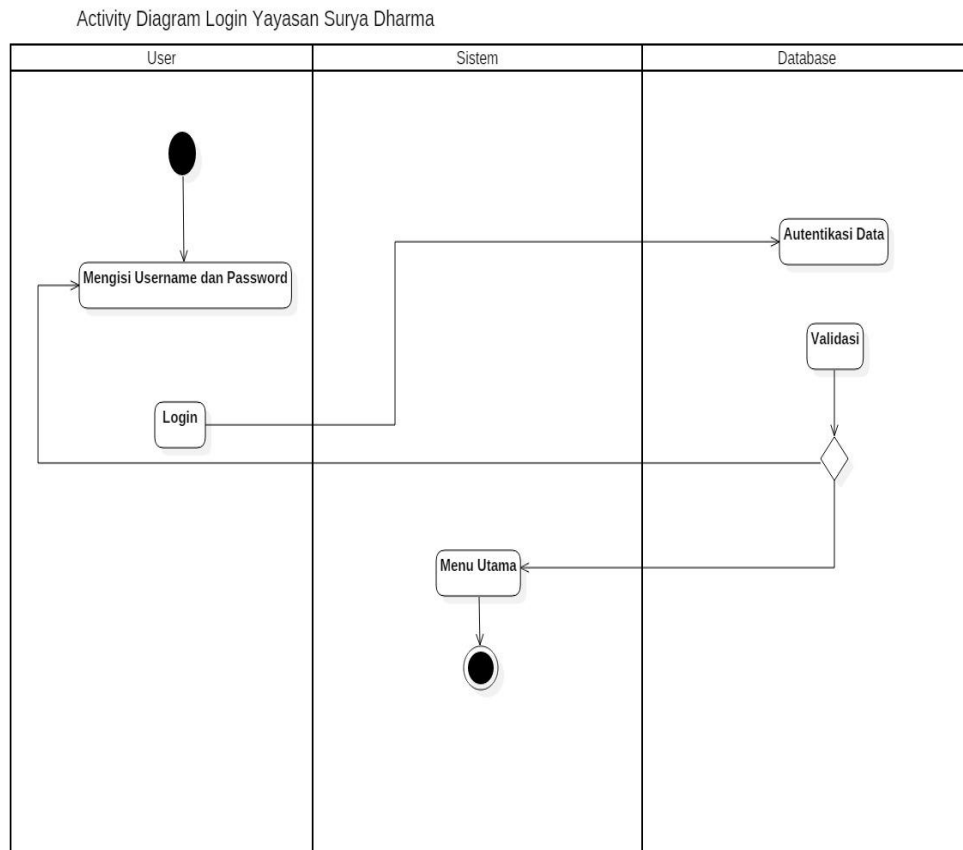 Activity Diagram Login Yayasan Surya Dharma
User
Sistem
Database
Autentikasi Data
Mengisi Username dan Password
Validasi
Login
Menu Utama